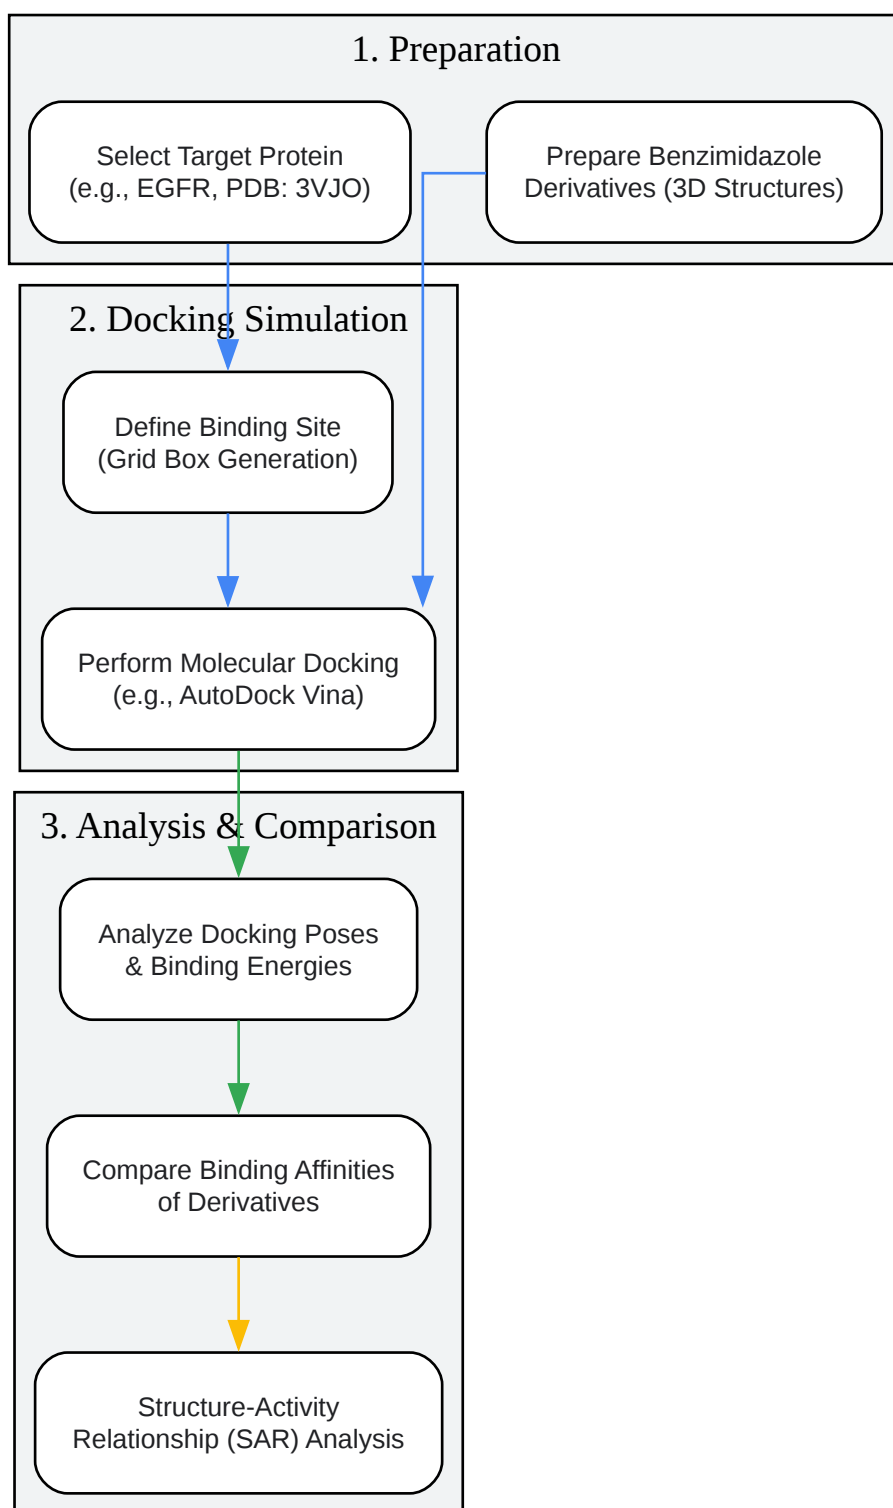 1. Preparation
Select Target Protein
(e.g., EGFR, PDB: 3VJO)
Prepare Benzimidazole
Derivatives (3D Structures)
2. Docking Simulation
Define Binding Site
(Grid Box Generation)
Perform Molecular Docking
(e.g., AutoDock Vina)
3. Analysis & Comparison
Analyze Docking Poses
& Binding Energies
Compare Binding Affinities
of Derivatives
Structure-Activity
Relationship (SAR) Analysis